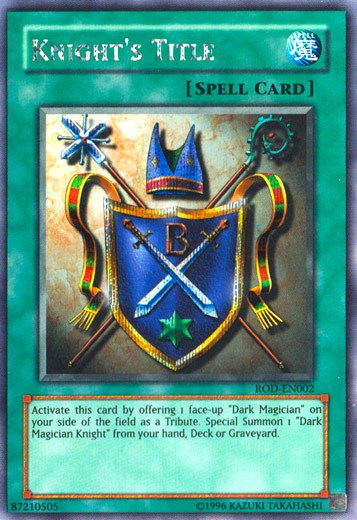 Knight's Title
魔
[Spell Card]
B
ROD-EN002
Activate this card by offering 1 face-up "Dark Magician" on
your side of the field as a Tribute. Special Summon 1 "Dark
Magician Knight" from your hand, Deck or Graveyard.
87210505
©1996 KAZUKI TAKAHASHI